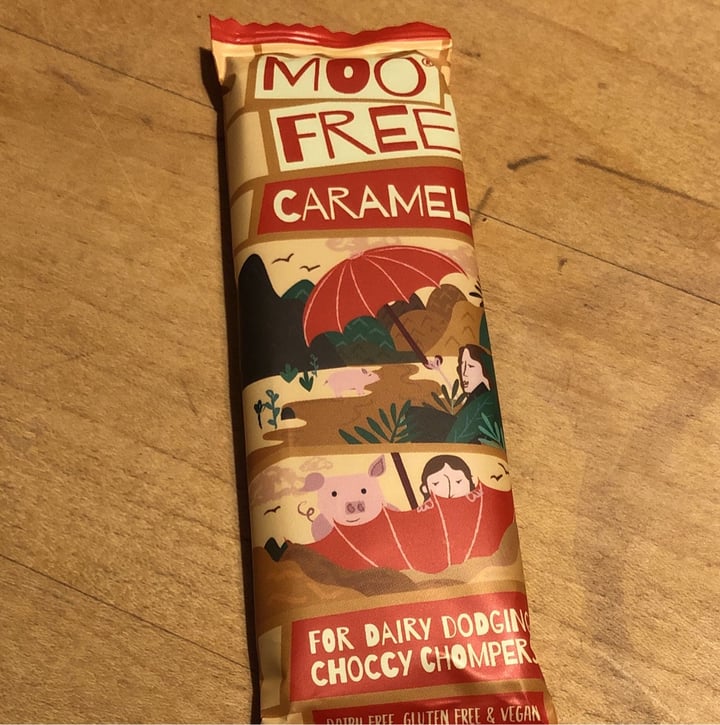 MOO®
FREE
CARAMEL
FOR DAIRY DODGING
CHOCCY CHOMPERS
DAIRY FREE, GLUTEN FREE & VEGAN